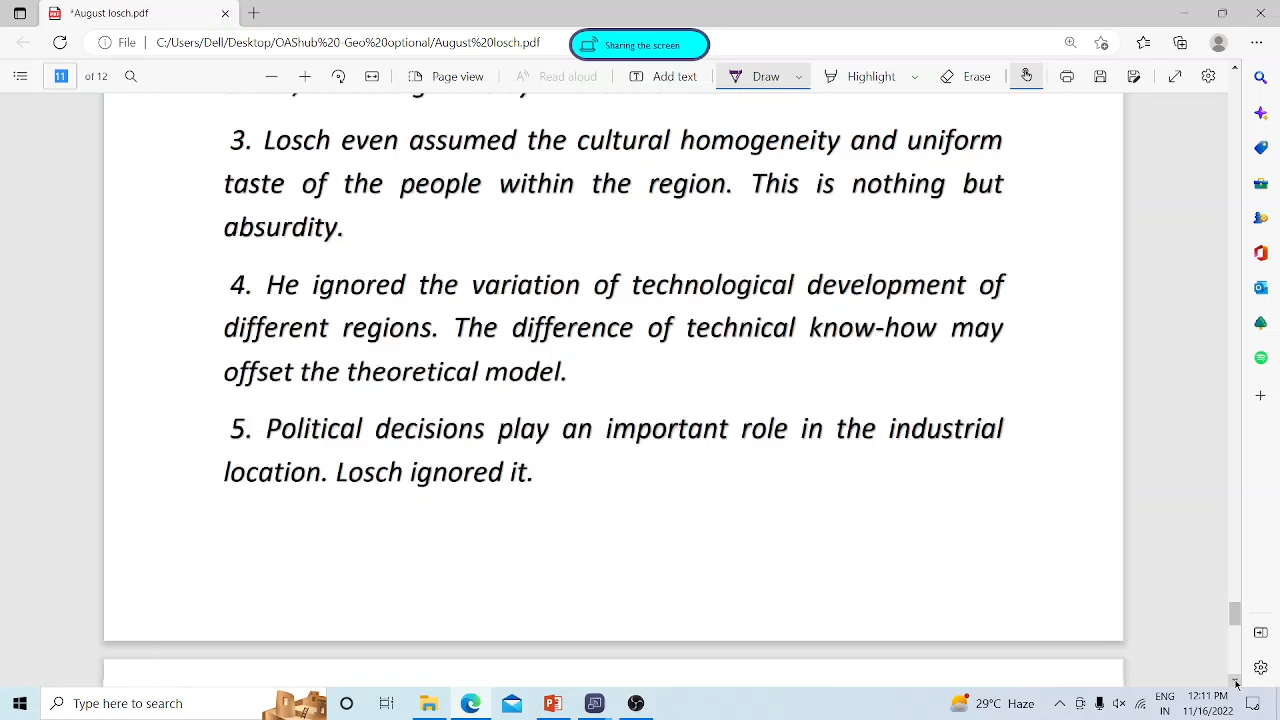 *August losch.pdf
File
C:/Users/Dell/Desktop/OAShub%20_Geo%20optional/August%20losch.pdf
Sharing the screen
11 of 12
Page view
Read aloud
Add text
Draw
Highlight
Erase
3. Losch even assumed the cultural homogeneity and uniform
taste of the people within the region. This is nothing but
absurdity.
4. He ignored the variation of technological development of
different regions. The difference of technical know-how may
offset the theoretical model.
5. Political decisions play an important role in the industrial
location. Losch ignored it.
Type here to search
29°C Haze
ENG
IN
12:11 PM
11/16/2022